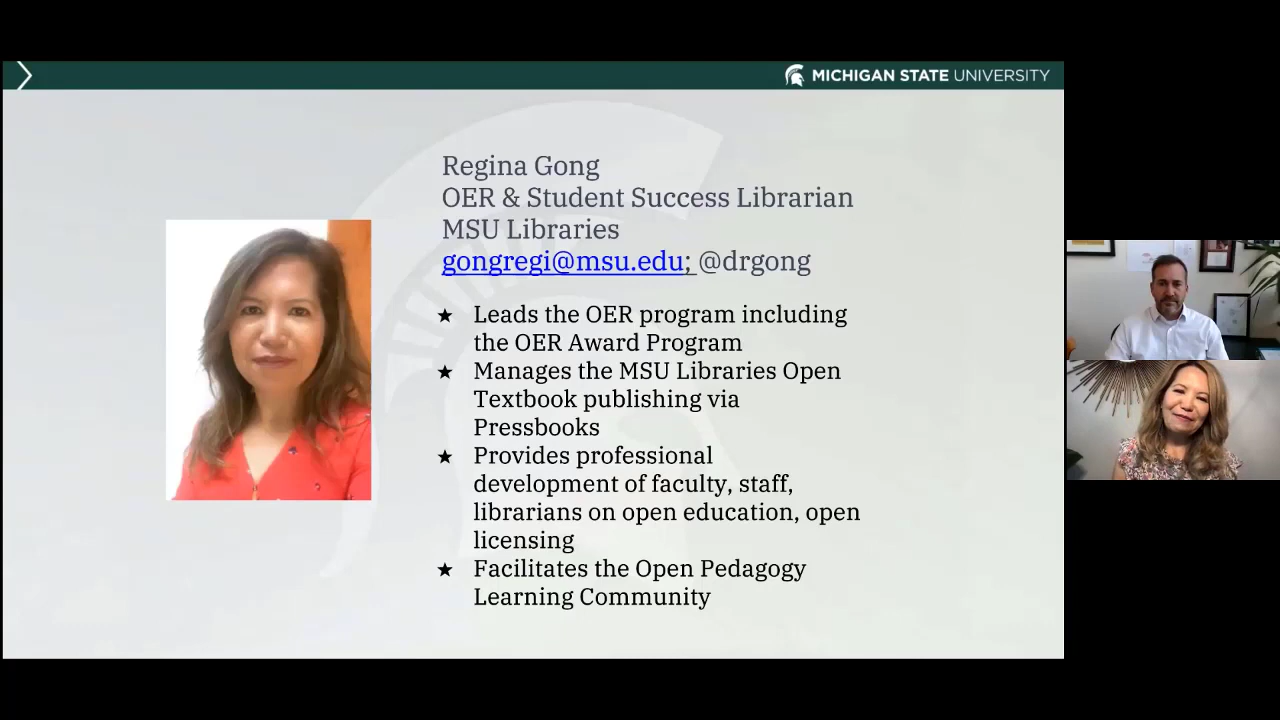 MICHIGAN STATE UNIVERSITY
Regina Gong
OER & Student Success Librarian
MSU Libraries
gongregi@msu.edu; @drgong
★ Leads the OER program including
the OER Award Program
★ Manages the MSU Libraries Open
Textbook publishing via
Pressbooks
★ Provides professional
development of faculty, staff,
librarians on open education, open
licensing
★ Facilitates the Open Pedagogy
Learning Community